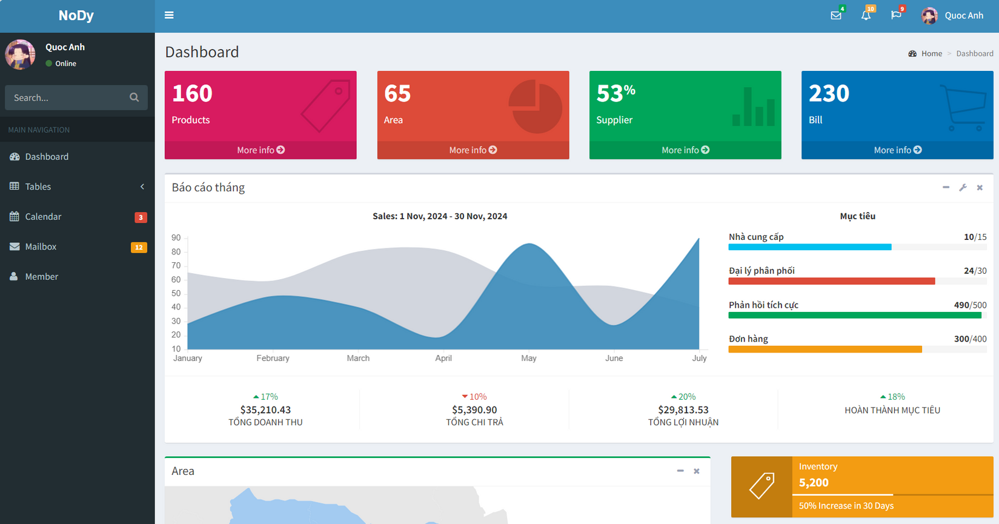 NoDy
4
10
9
Quoc Anh
Quoc Anh
Online
Search...
MAIN NAVIGATION
Dashboard
Tables
Calendar 3
Mailbox 12
Member
Dashboard
Home > Dashboard
160
Products
More info
65
Area
More info
53%
Supplier
More info
230
Bill
More info
Báo cáo tháng
Sales: 1 Nov, 2024 - 30 Nov, 2024
90
80
70
60
50
40
30
20
10
January February March April May June July
Mục tiêu
Nhà cung cấp 10/15
Đại lý phân phối 24/30
Phản hồi tích cực 490/500
Đơn hàng 300/400
17%
$35,210.43
TỔNG DOANH THU
10%
$5,390.90
TỔNG CHI TRẢ
20%
$29,813.53
TỔNG LỢI NHUẬN
18%
HOÀN THÀNH MỤC TIÊU
Area
Inventory
5,200
50% Increase in 30 Days